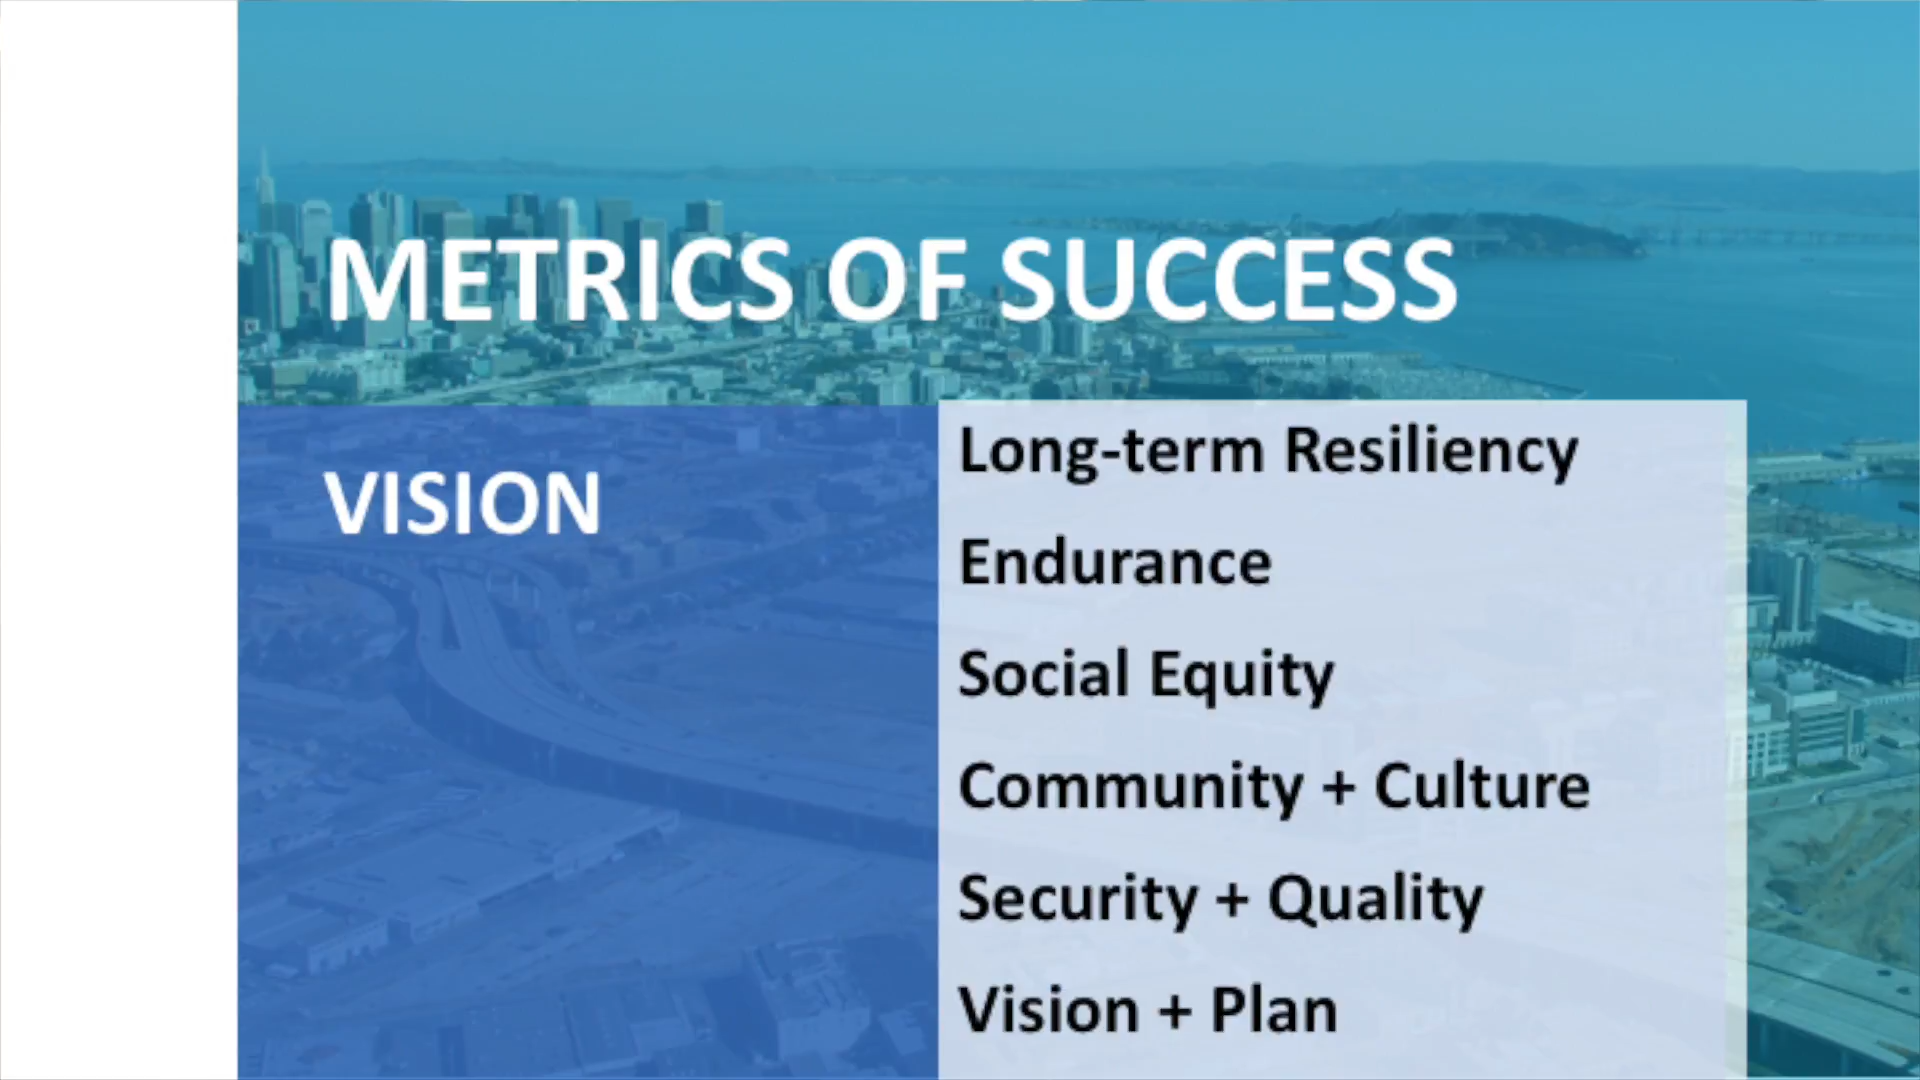 METRICS OF SUCCESS
VISION
Long-term Resiliency
Endurance
Social Equity
Community + Culture
Security + Quality
Vision + Plan